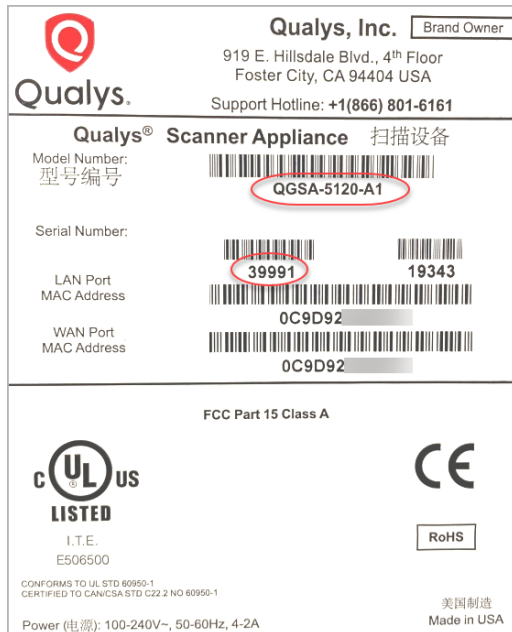 Qualys.
Qualys, Inc. Brand Owner
919 E. Hillsdale Blvd., 4th Floor
Foster City, CA 94404 USA
Support Hotline: +1(866) 801-6161
Qualys® Scanner Appliance 扫描设备
Model Number:
型号编号
QGSA-5120-A1
Serial Number:
39991 19343
LAN Port
MAC Address
0C9D92
WAN Port
MAC Address
0C9D92
FCC Part 15 Class A
C UL US
LISTED
CE
I.T.E.
E506500
RoHS
CONFORMS TO UL STD 60950-1
CERTIFIED TO CAN/CSA STD C22.2 NO 60950-1
Power (电源): 100-240V~, 50-60Hz, 4-2A
美国制造
Made in USA